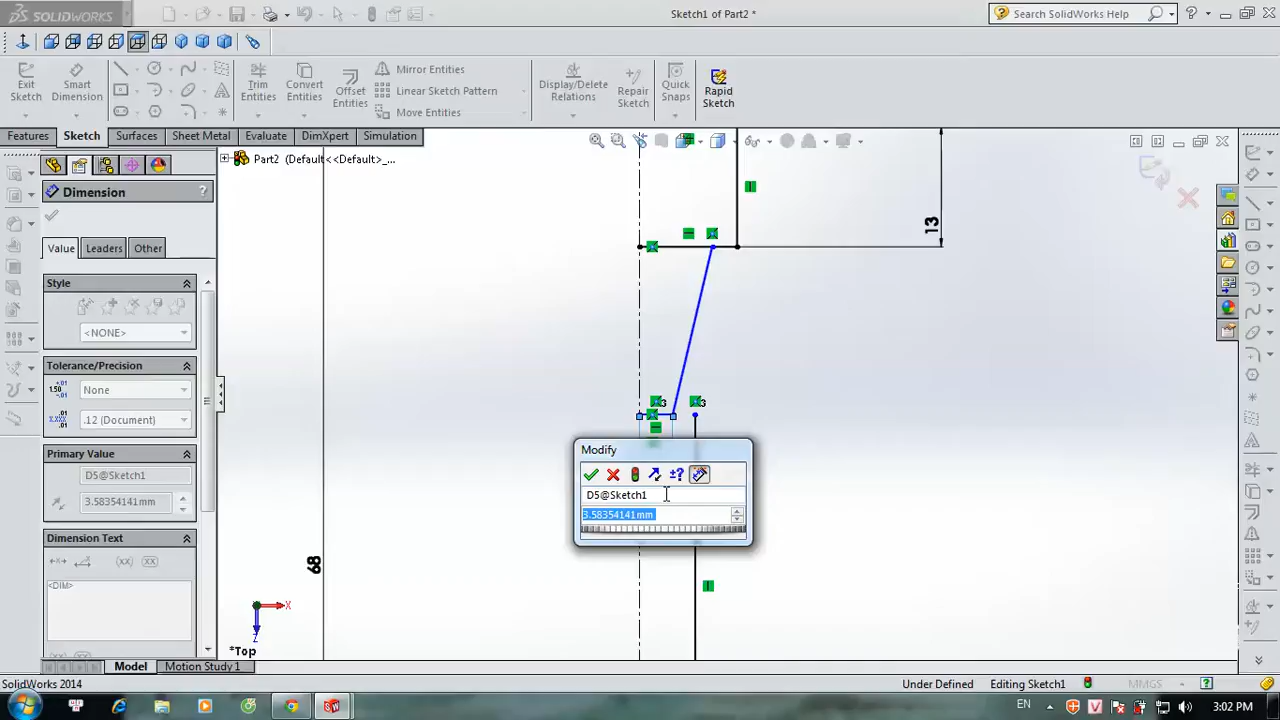 SOLIDWORKS
Sketch1 of Part2 *
Search SolidWorks Help
Exit Sketch
Smart Dimension
Trim Entities
Convert Entities
Offset Entities
Mirror Entities
Linear Sketch Pattern
Move Entities
Display/Delete Relations
Repair Sketch
Quick Snaps
Rapid Sketch
Features
Sketch
Surfaces
Sheet Metal
Evaluate
DimXpert
Simulation
Part2 (Default<<Default>_...
Dimension
?
Value
Leaders
Other
Style
<NONE>
Tolerance/Precision
None
.12 (Document)
Primary Value
D5@Sketch1
3.58354141mm
Dimension Text
<DIM>
13
3
3
68
Modify
D5@Sketch1
3.58354141mm
X
Z
*Top
Model
Motion Study 1
SolidWorks 2014
Under Defined
Editing Sketch1
MMGS
EN
3:02 PM